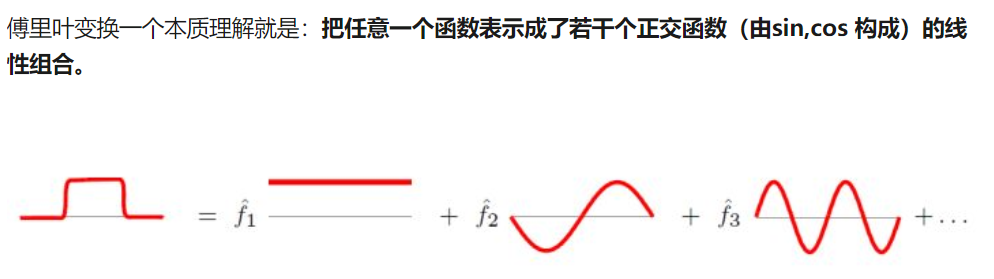 傅里叶变换一个本质理解就是：把任意一个函数表示成了若干个正交函数（由sin,cos 构成）的线
性组合。
= f̂₁ + f̂₂ + f̂₃ +...